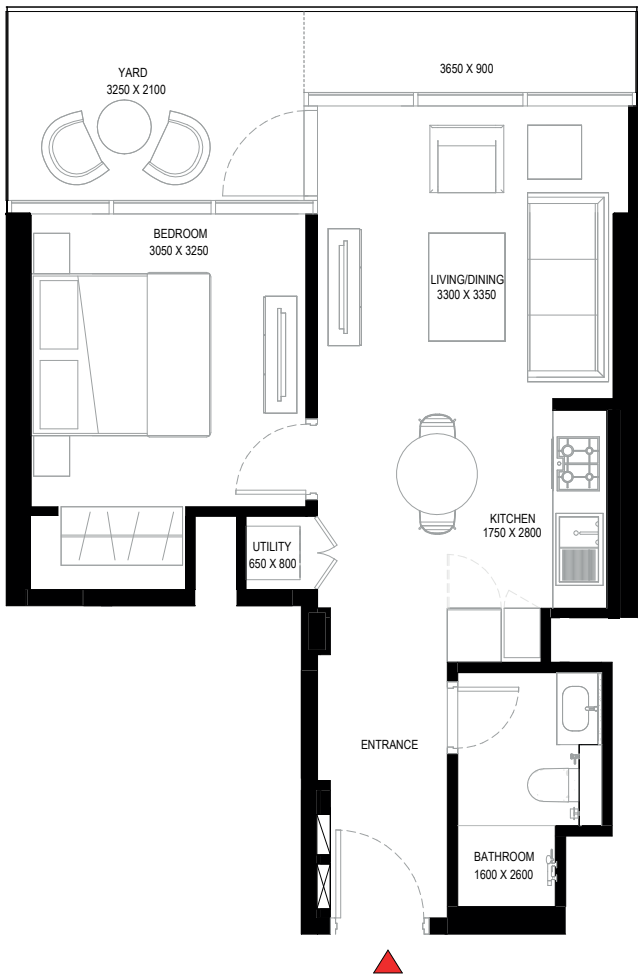 YARD
3250 X 2100
3650 X 900
BEDROOM
3050 X 3250
LIVING/DINING
3300 X 3350
KITCHEN
1750 X 2800
UTILITY
650 X 800
ENTRANCE
BATHROOM
1600 X 2600